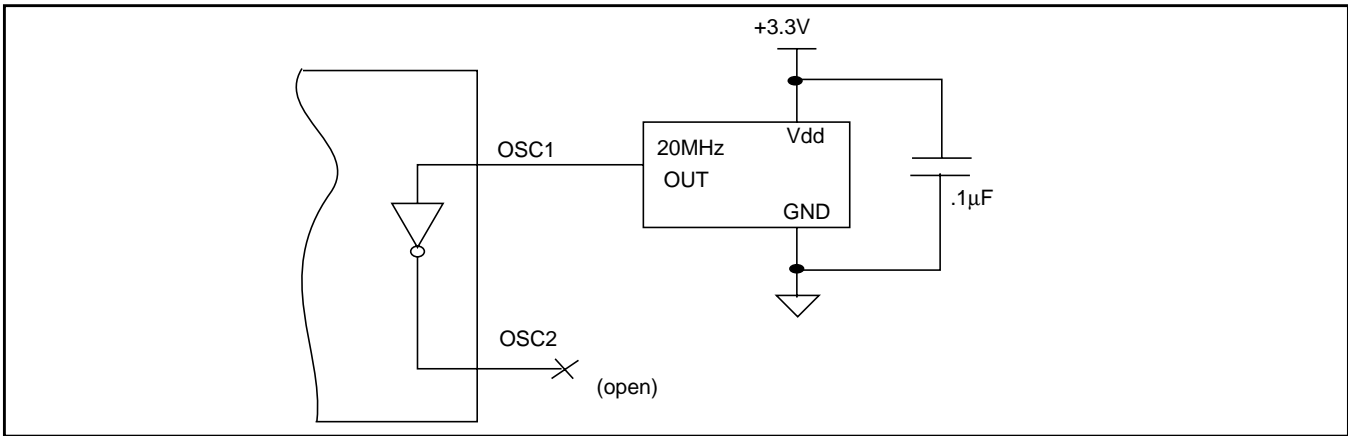 +3.3V
OSC1
20MHz
Vdd
OUT
GND
.1μF
OSC2
(open)